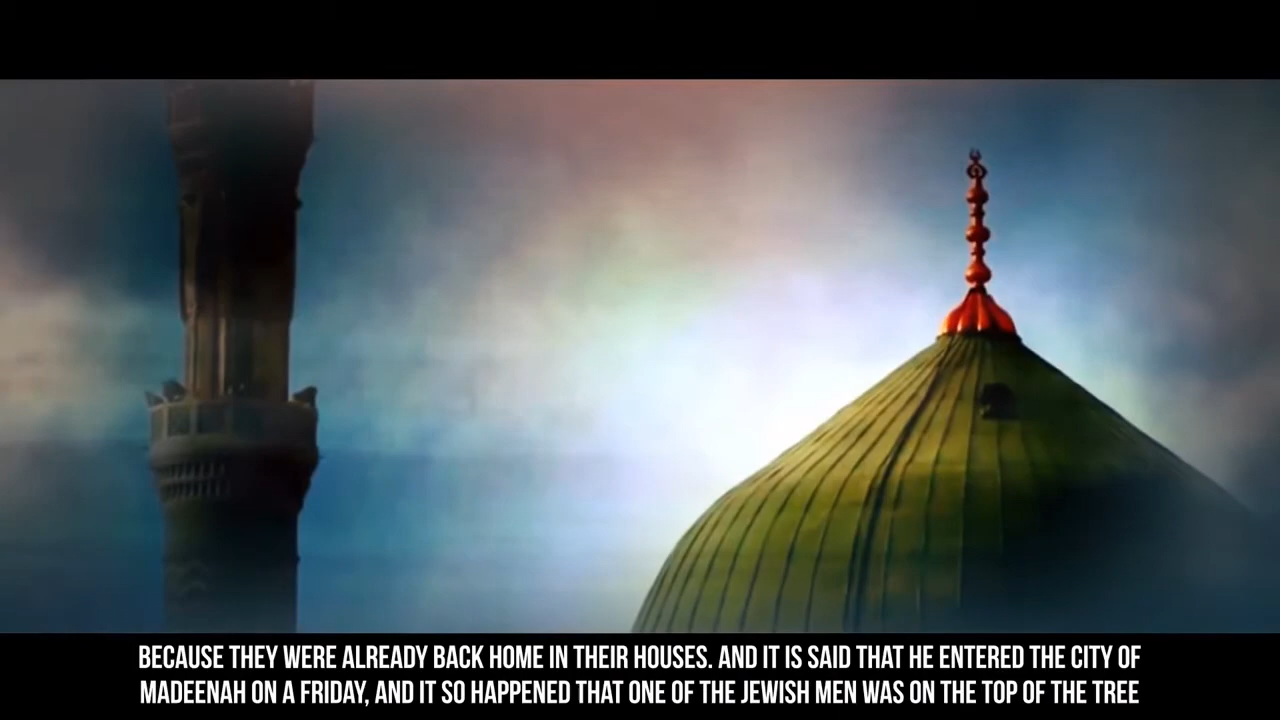 BECAUSE THEY WERE ALREADY BACK HOME IN THEIR HOUSES. AND IT IS SAID THAT HE ENTERED THE CITY OF
MADEENAH ON A FRIDAY, AND IT SO HAPPENED THAT ONE OF THE JEWISH MEN WAS ON THE TOP OF THE TREE